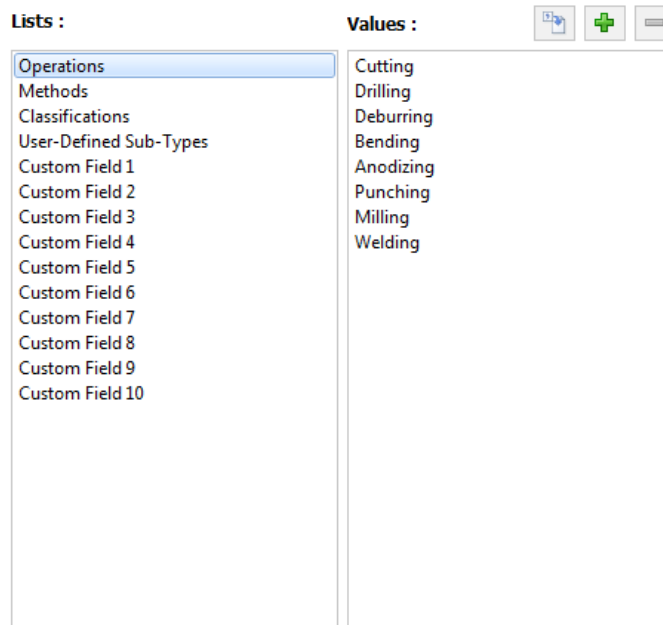 Lists :
Operations
Methods
Classifications
User-Defined Sub-Types
Custom Field 1
Custom Field 2
Custom Field 3
Custom Field 4
Custom Field 5
Custom Field 6
Custom Field 7
Custom Field 8
Custom Field 9
Custom Field 10
Values :
Cutting
Drilling
Deburring
Bending
Anodizing
Punching
Milling
Welding